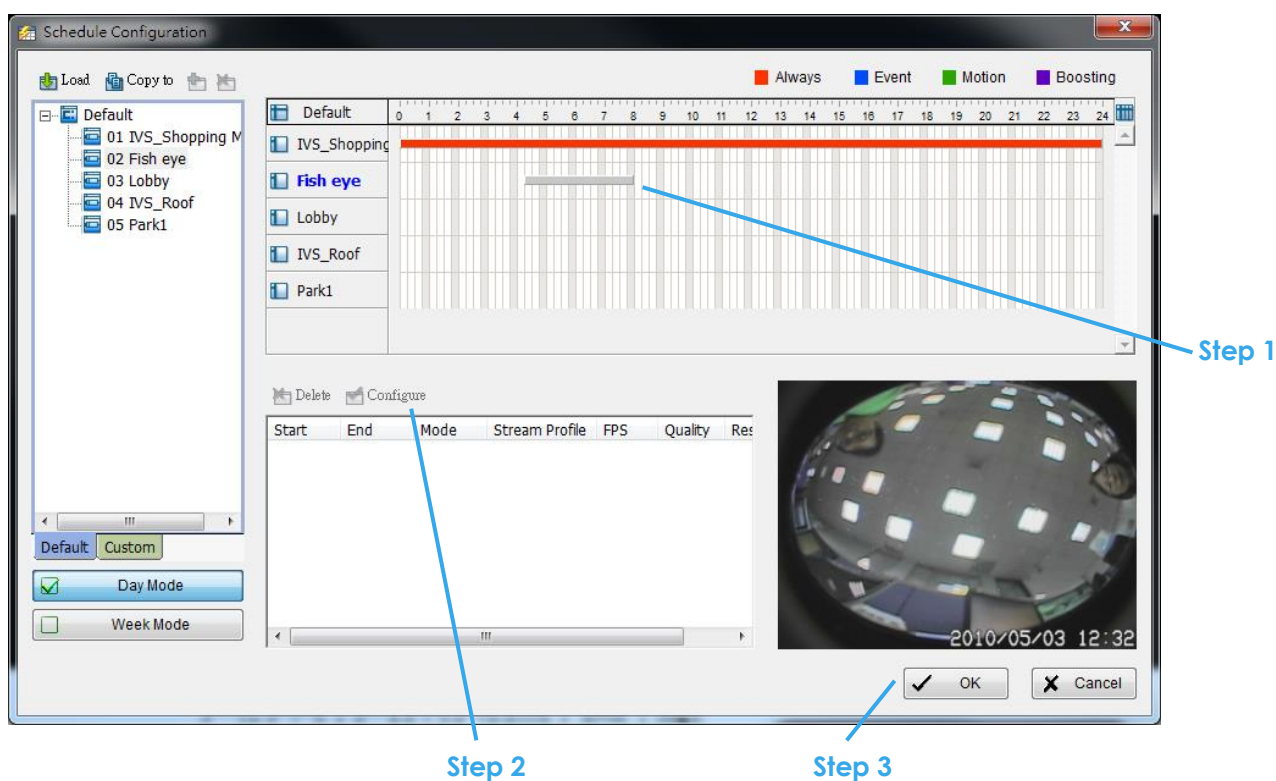 Schedule Configuration
Load Copy to
Always Event Motion Boosting
Default
01 IVS_Shopping M
02 Fish eye
03 Lobby
04 IVS_Roof
05 Park1
Default 0 1 2 3 4 5 6 7 8 9 10 11 12 13 14 15 16 17 18 19 20 21 22 23 24
IVS_Shopping
Fish eye
Lobby
IVS_Roof
Park1
Step 1
Delete Configure
Start End Mode Stream Profile FPS Quality Res
Default Custom
Day Mode
Week Mode
2010/05/03 12:32
OK Cancel
Step 2 Step 3